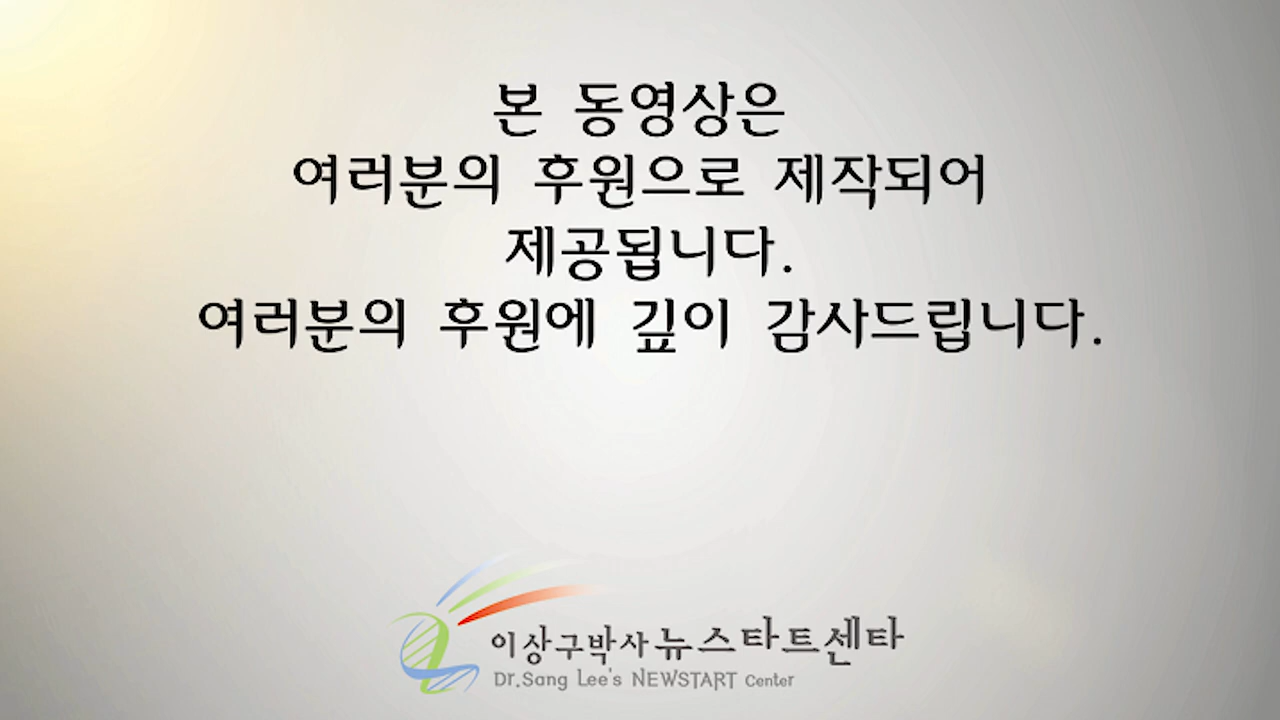 본 동영상은
여러분의 후원으로 제작되어
제공됩니다.
여러분의 후원에 깊이 감사드립니다.
이상구박사 뉴스타트센타
Dr.Sang Lee's NEWSTART Center